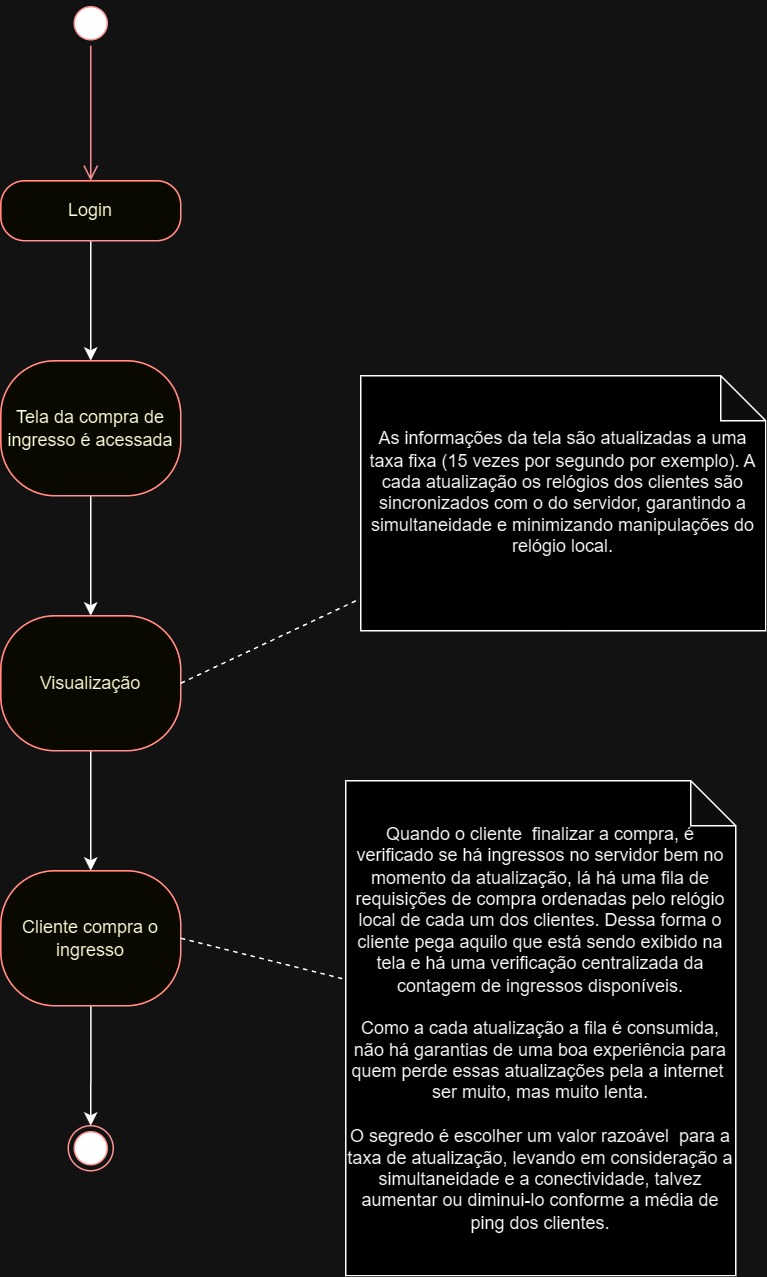 Login
Tela da compra de
ingresso é acessada
As informações da tela são atualizadas a uma
taxa fixa (15 vezes por segundo por exemplo). A
cada atualização os relógios dos clientes são
sincronizados com o do servidor, garantindo a
simultaneidade e minimizando manipulações do
relógio local.
Visualização
Quando o cliente  finalizar a compra, é
verificado se há ingressos no servidor bem no
momento da atualização, lá há uma fila de
requisições de compra ordenadas pelo relógio
local de cada um dos clientes. Dessa forma o
cliente pega aquilo que está sendo exibido na
tela e há uma verificação centralizada da
contagem de ingressos disponíveis.
Como a cada atualização a fila é consumida,
não há garantias de uma boa experiência para
quem perde essas atualizações pela a internet
ser muito, mas muito lenta.
O segredo é escolher um valor razoável  para a
taxa de atualização, levando em consideração a
simultaneidade e a conectividade, talvez
aumentar ou diminui-lo conforme a média de
ping dos clientes.
Cliente compra o
ingresso